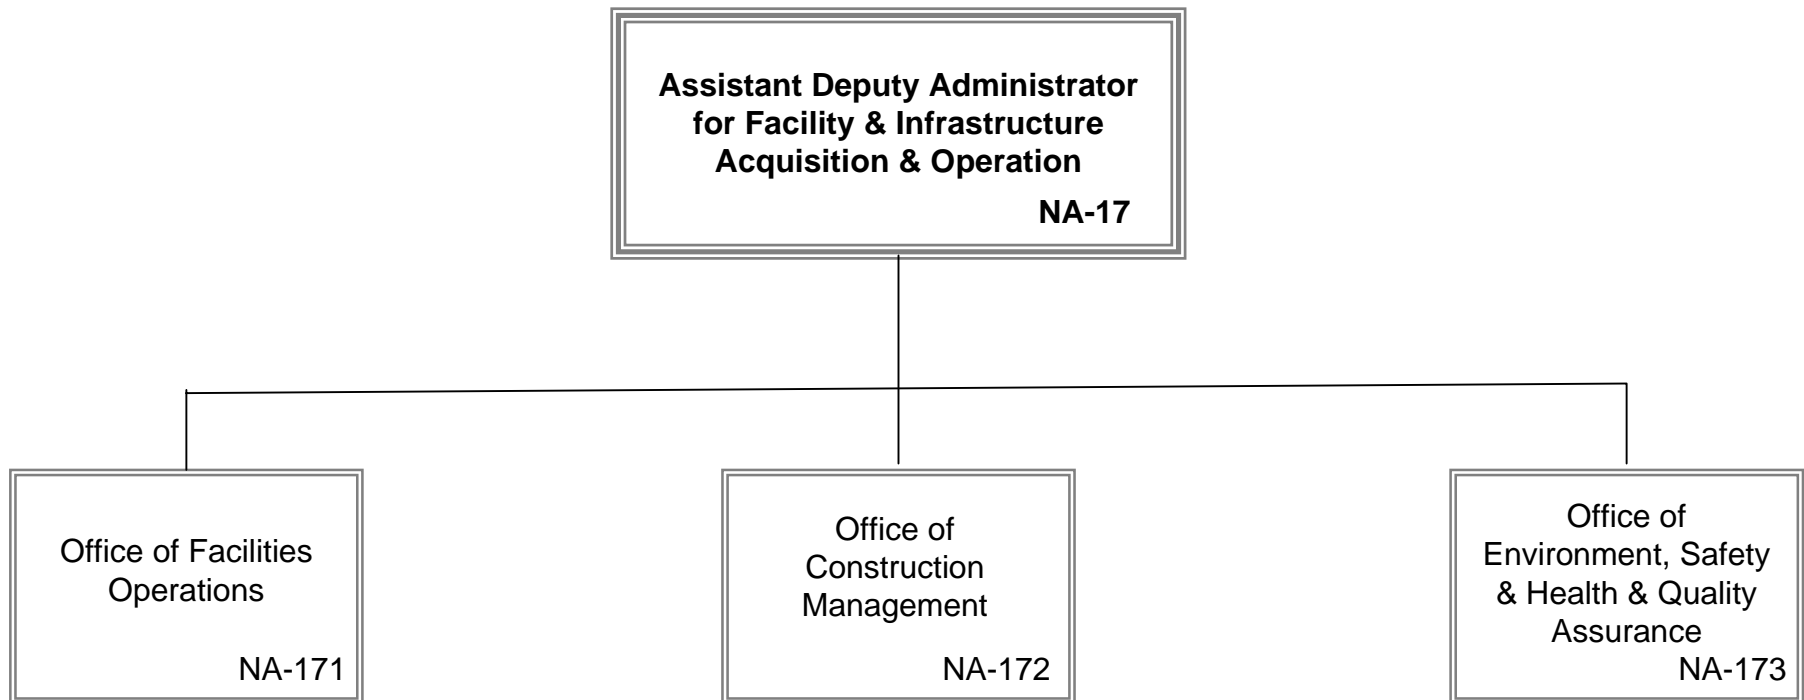 Assistant Deputy Administrator
for Facility & Infrastructure
Acquisition & Operation
NA-17
Office of Facilities
Operations
NA-171
Office of
Construction
Management
NA-172
Office of
Environment, Safety
& Health & Quality
Assurance
NA-173